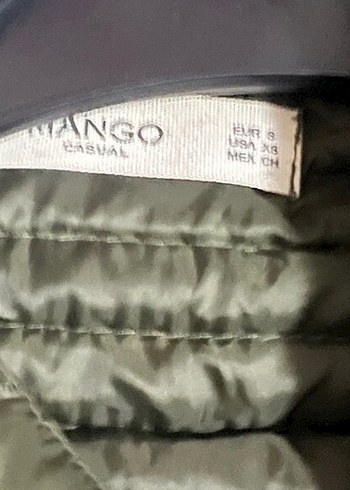 MANGO
CASUAL
EUR S
USA XS
MEX CH